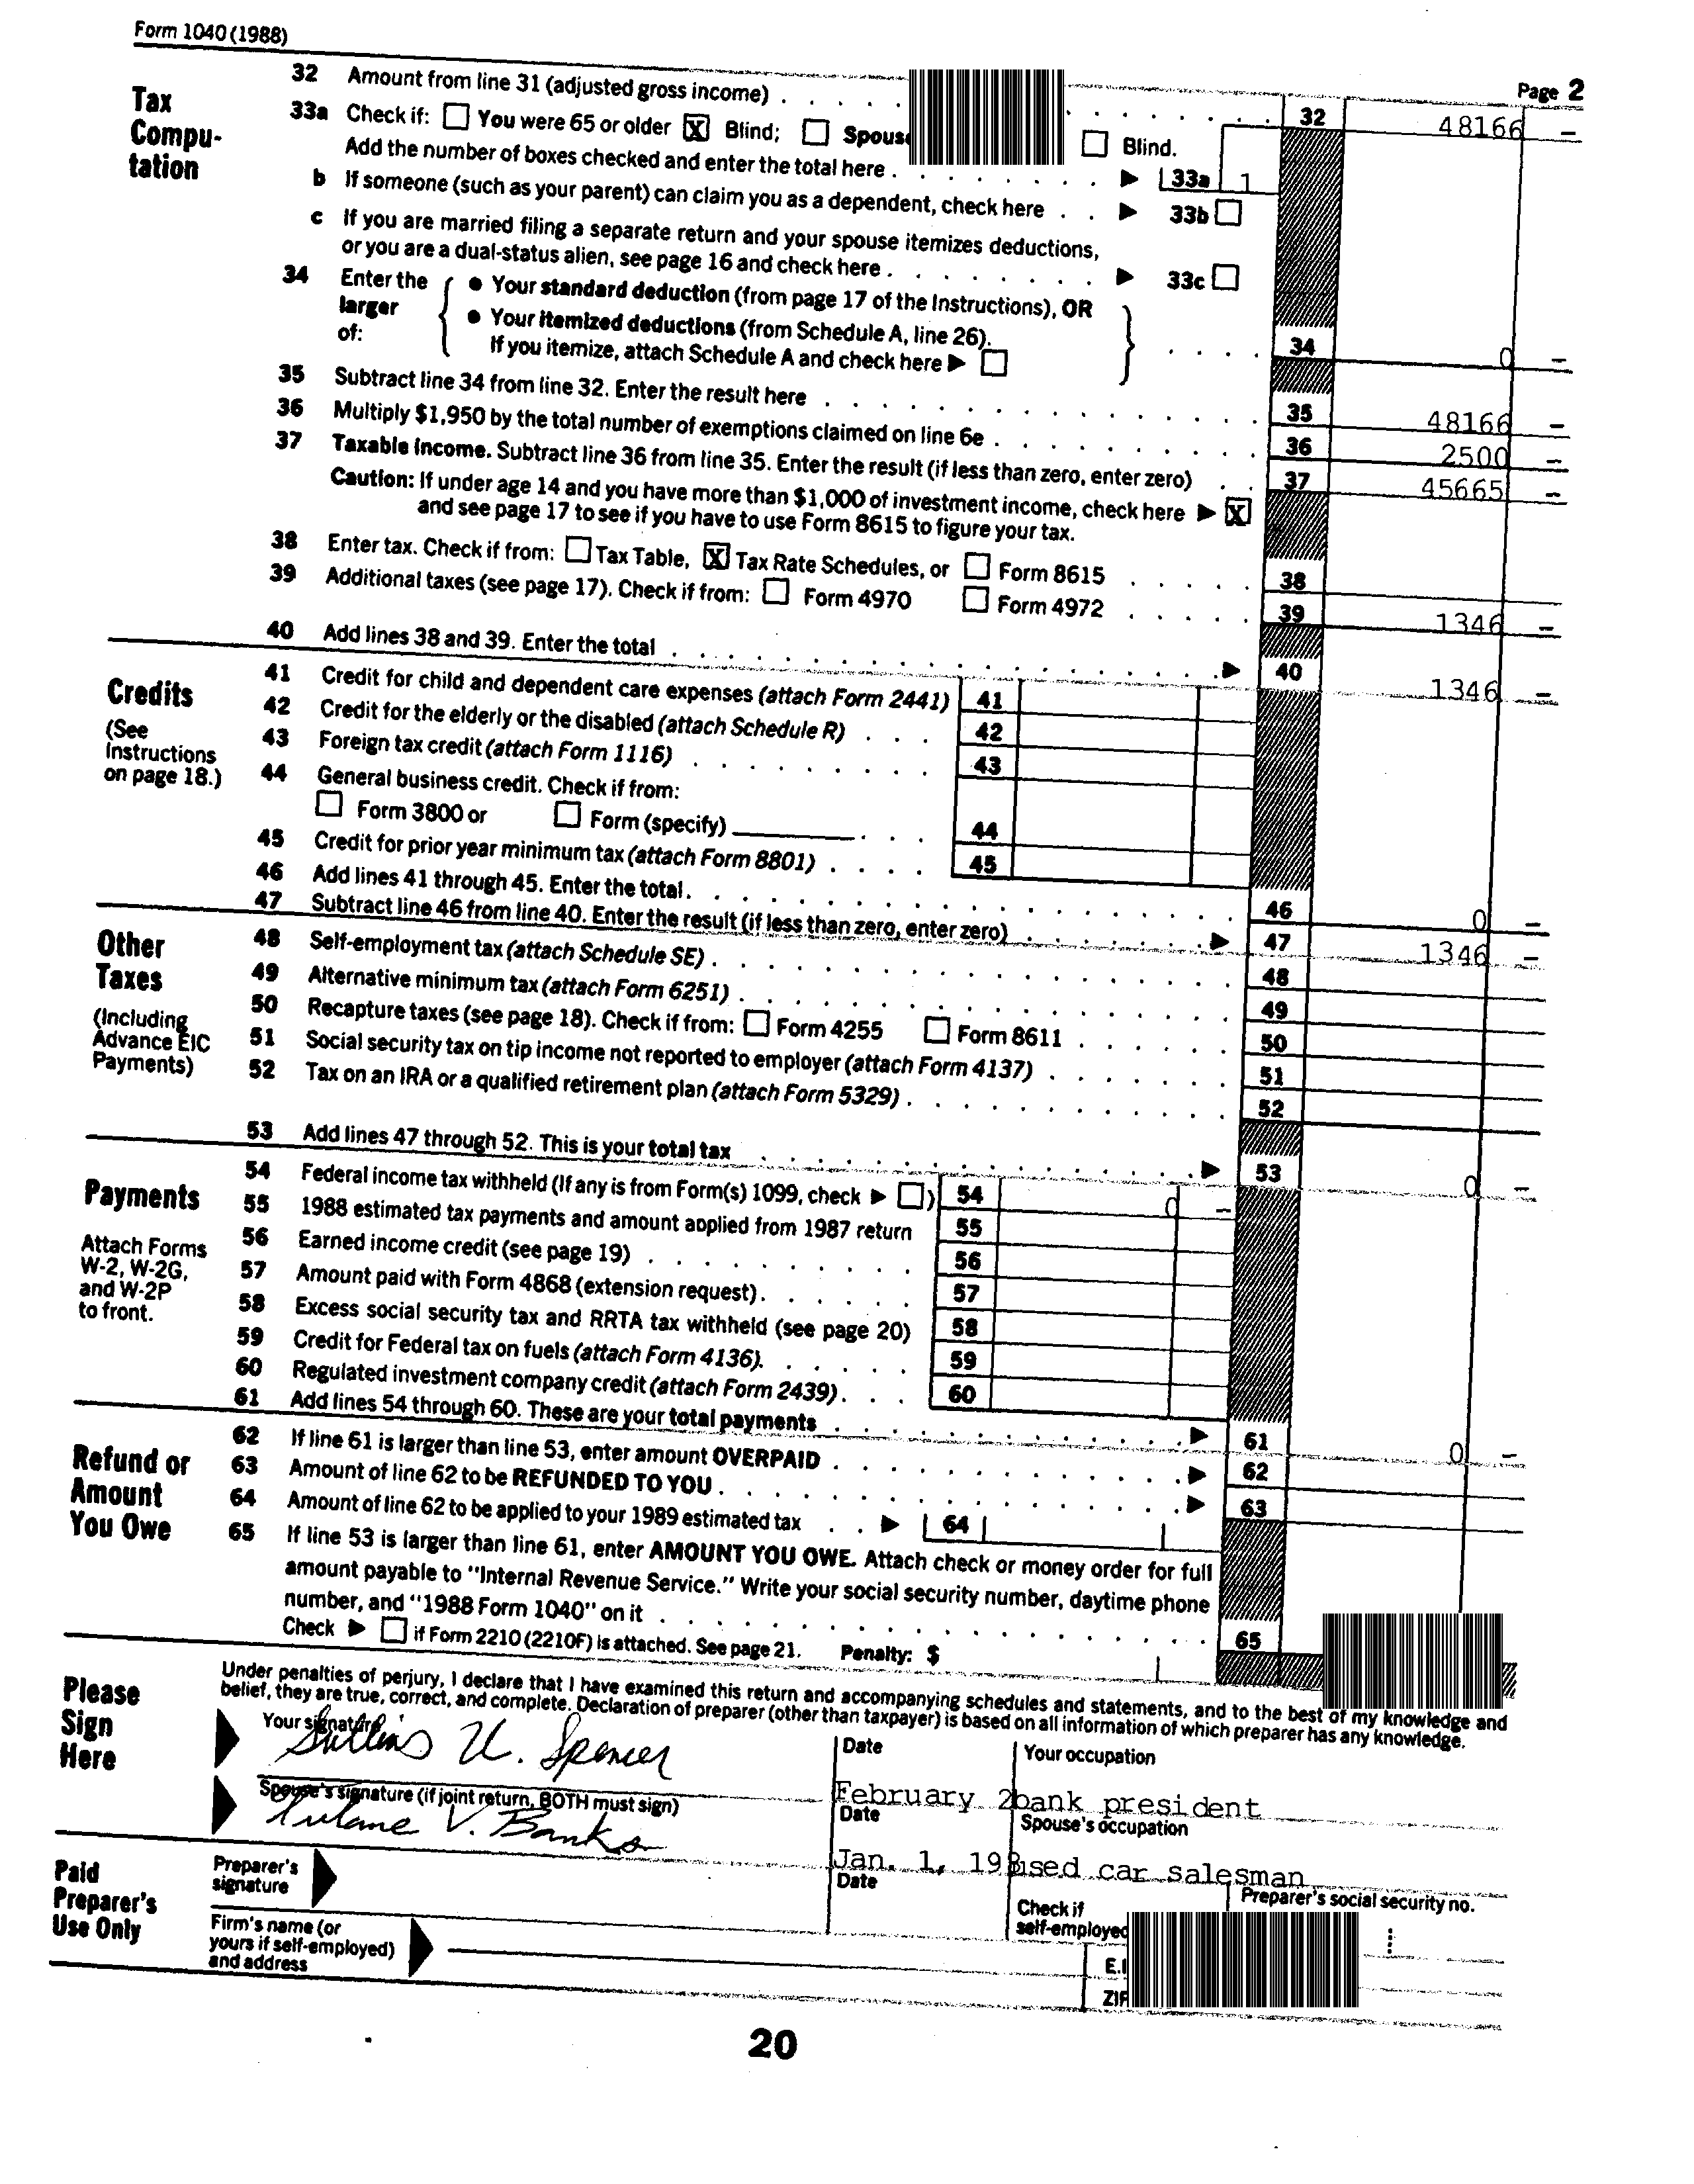 Form 1040 (1988)
Page 2
Tax Compu- tation
32 Amount from line 31 (adjusted gross income) . . . . 32 48166 –
33a Check if: You were 65 or older X Blind; Spouse Blind.
Add the number of boxes checked and enter the total here . . . . 33a 1
b If someone (such as your parent) can claim you as a dependent, check here . . 33b
c If you are married filing a separate return and your spouse itemizes deductions,
or you are a dual-status alien, see page 16 and check here . . . . 33c
34 Enter the larger of:
• Your standard deduction (from page 17 of the Instructions), OR
• Your itemized deductions (from Schedule A, line 26).
If you itemize, attach Schedule A and check here
34 0 –
35 Subtract line 34 from line 32. Enter the result here . . . . 35 48166 –
36 Multiply $1,950 by the total number of exemptions claimed on line 6e . . . . 36 2500 –
37 Taxable income. Subtract line 36 from line 35. Enter the result (if less than zero, enter zero) . . 37 45665 –
Caution: If under age 14 and you have more than $1,000 of investment income, check here X
and see page 17 to see if you have to use Form 8615 to figure your tax.
38 Enter tax. Check if from: Tax Table, X Tax Rate Schedules, or Form 8615 . . . . 38
39 Additional taxes (see page 17). Check if from: Form 4970 Form 4972 . . . . 39 1346 –
40 Add lines 38 and 39. Enter the total . . . . 40 1346 –
Credits
(See Instructions on page 18.)
41 Credit for child and dependent care expenses (attach Form 2441) 41
42 Credit for the elderly or the disabled (attach Schedule R) . . . 42
43 Foreign tax credit (attach Form 1116) . . . . 43
44 General business credit. Check if from:
Form 3800 or Form (specify) . . . 44
45 Credit for prior year minimum tax (attach Form 8801) . . . . 45
46 Add lines 41 through 45. Enter the total . . . . 46 0 –
47 Subtract line 46 from line 40. Enter the result (if less than zero, enter zero) . . . . 47 1346 –
Other Taxes
(Including Advance EIC Payments)
48 Self-employment tax (attach Schedule SE) . . . . 48
49 Alternative minimum tax (attach Form 6251) . . . . 49
50 Recapture taxes (see page 18). Check if from: Form 4255 Form 8611 . . . . 50
51 Social security tax on tip income not reported to employer (attach Form 4137) . . . . 51
52 Tax on an IRA or a qualified retirement plan (attach Form 5329) . . . . 52
53 Add lines 47 through 52. This is your total tax . . . . 53 0 –
Payments
Attach Forms W-2, W-2G, and W-2P to front.
54 Federal income tax withheld (If any is from Form(s) 1099, check ) 54 0 –
55 1988 estimated tax payments and amount applied from 1987 return 55
56 Earned income credit (see page 19) . . . . 56
57 Amount paid with Form 4868 (extension request) . . . . 57
58 Excess social security tax and RRTA tax withheld (see page 20) 58
59 Credit for Federal tax on fuels (attach Form 4136) . . . . 59
60 Regulated investment company credit (attach Form 2439) . . . 60
61 Add lines 54 through 60. These are your total payments . . . . 61 0 –
Refund or Amount You Owe
62 If line 61 is larger than line 53, enter amount OVERPAID . . . . 62
63 Amount of line 62 to be REFUNDED TO YOU . . . . 63
64 Amount of line 62 to be applied to your 1989 estimated tax . . 64
65 If line 53 is larger than line 61, enter AMOUNT YOU OWE. Attach check or money order for full
amount payable to "Internal Revenue Service." Write your social security number, daytime phone
number, and "1988 Form 1040" on it . . . . 65
Check if Form 2210 (2210F) is attached. See page 21. Penalty: $
Please Sign Here
Under penalties of perjury, I declare that I have examined this return and accompanying schedules and statements, and to the best of my knowledge and
belief, they are true, correct, and complete. Declaration of preparer (other than taxpayer) is based on all information of which preparer has any knowledge.
Your signature Date Your occupation
U. Spencer February 2 bank president
Spouse's signature (if joint return, BOTH must sign) Date Spouse's occupation
V. Banks Jan. 1, 198 used car salesman
Paid Preparer's Use Only
Preparer's signature Date Check if self-employed Preparer's social security no.
Firm's name (or yours if self-employed) and address
E.I
ZIP
20